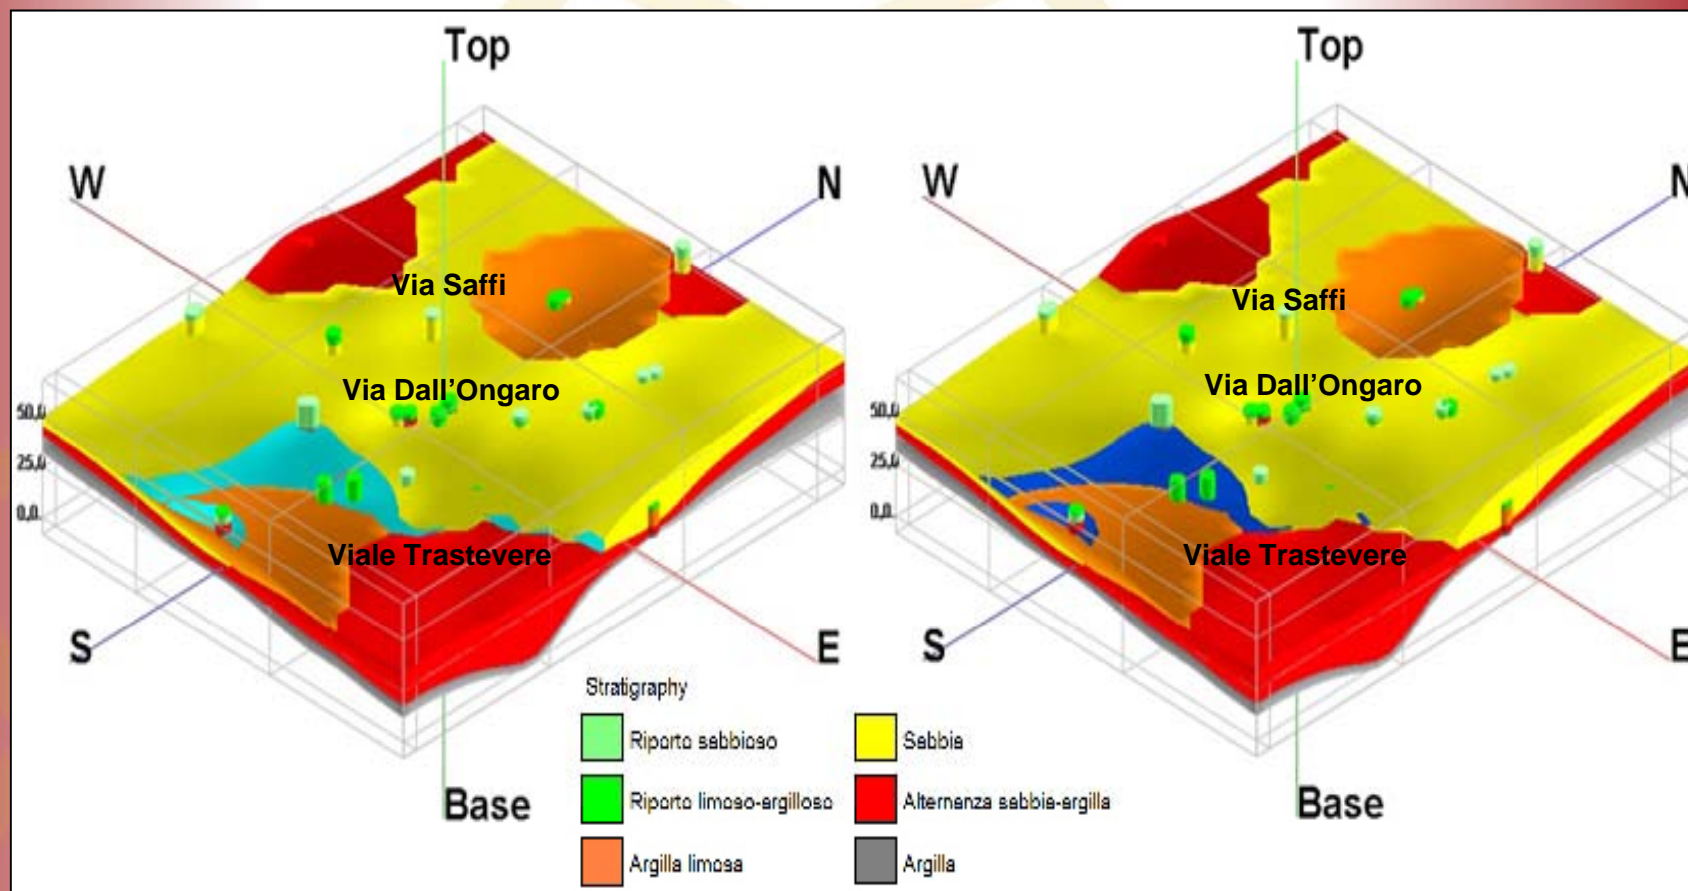 Top
Top
W
N
W
N
Via Saffi
Via Saffi
Via Dall'Ongaro
Via Dall'Ongaro
50,0
25,0
0,0
50,0
25,0
0,0
Viale Trastevere
Viale Trastevere
S
E
S
E
Stratigraphy
Riporto sabbioso
Sabbia
Riporto limoso-argilloso
Alternanza sabbia-argilla
Argilla limosa
Argilla
Base
Base